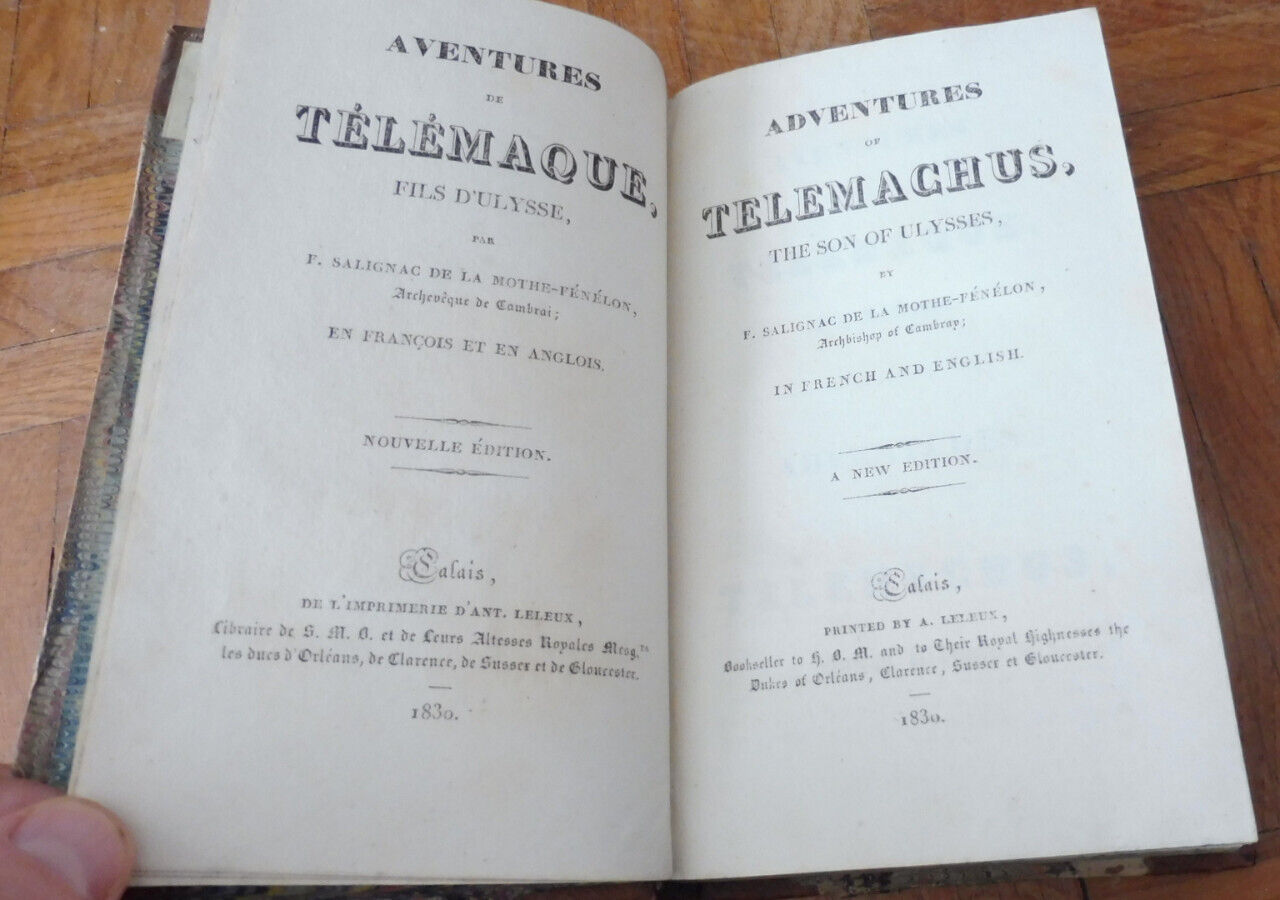 AVENTURES
DE
TÉLÉMAQUE,
FILS D'ULYSSE,
PAR
F. SALIGNAC DE LA MOTHE-FÉNÉLON,
Archevêque de Cambrai;
EN FRANÇOIS ET EN ANGLOIS.
NOUVELLE ÉDITION.
Calais,
DE L'IMPRIMERIE D'ANT. LELEUX,
Libraire de S. M. B. et de Leurs Altesses Royales Mesg.rs
les ducs d'Orléans, de Clarence, de Sussex et de Gloucester.
1830.
ADVENTURES
OF
TELEMACHUS,
THE SON OF ULYSSES,
BY
F. SALIGNAC DE LA MOTHE-FÉNÉLON,
Archbishop of Cambray;
IN FRENCH AND ENGLISH.
A NEW EDITION.
Calais,
PRINTED BY A. LELEUX,
Bookseller to H. B. M. and to Their Royal Highnesses the
Dukes of Orléans, Clarence, Sussex et Gloucester.
1830.